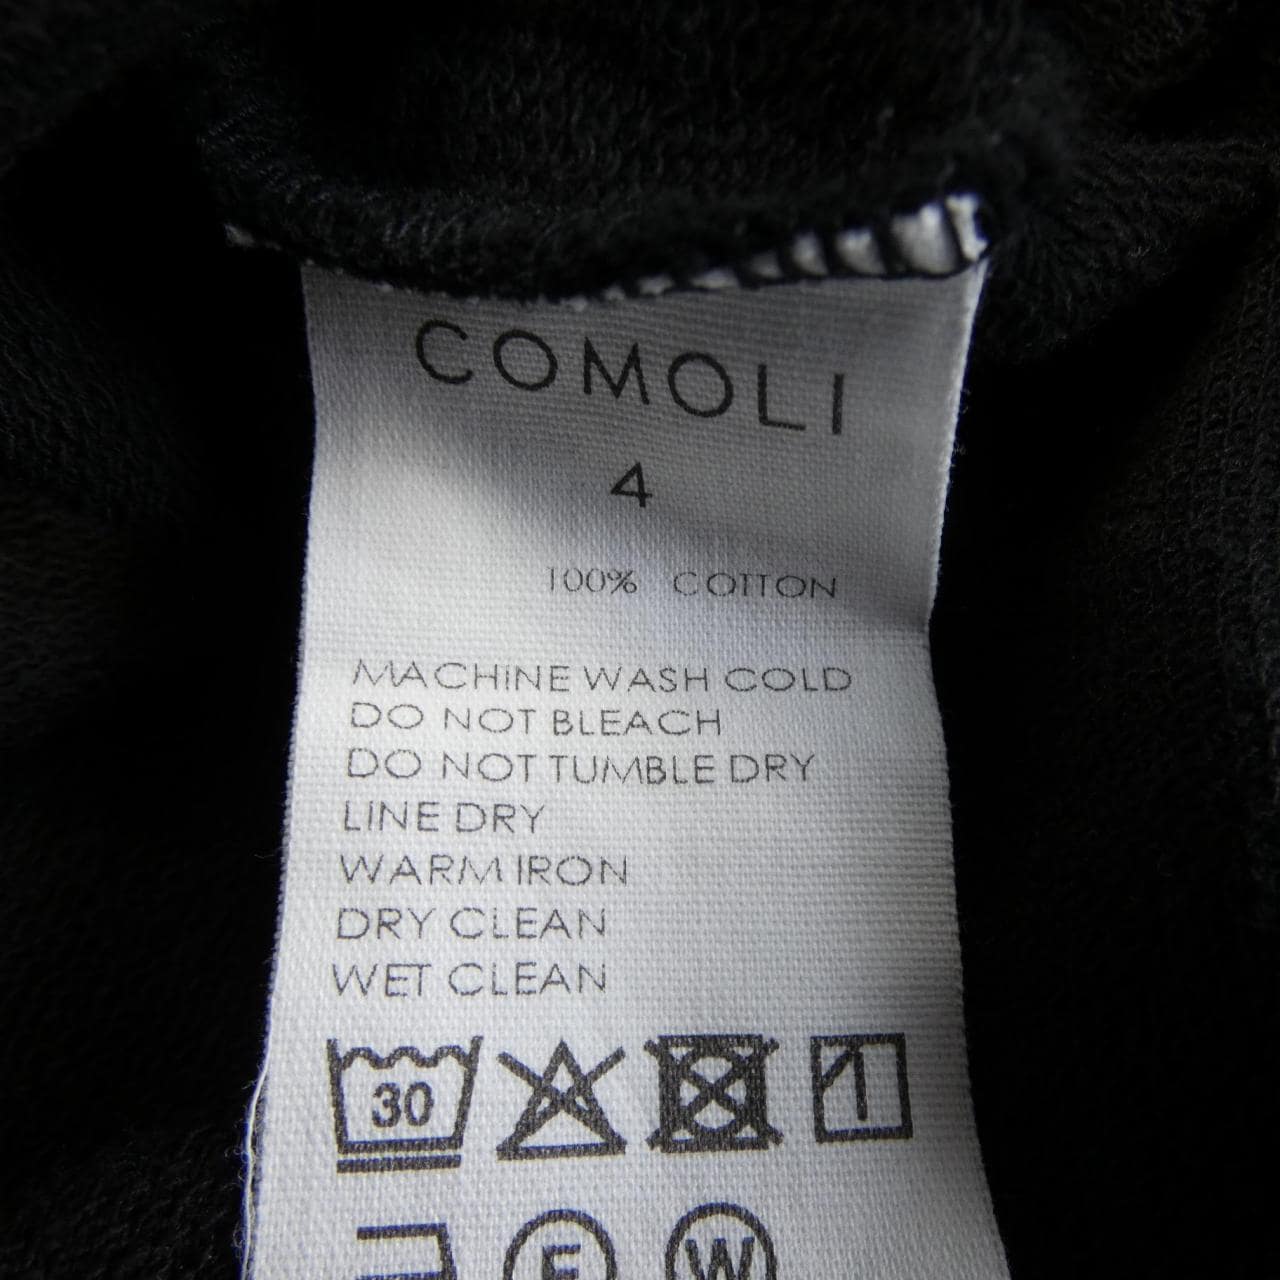 COMOLI
4
100% COTTON
MACHINE WASH COLD
DO NOT BLEACH
DO NOT TUMBLE DRY
LINE DRY
WARM IRON
DRY CLEAN
WET CLEAN
30
F W